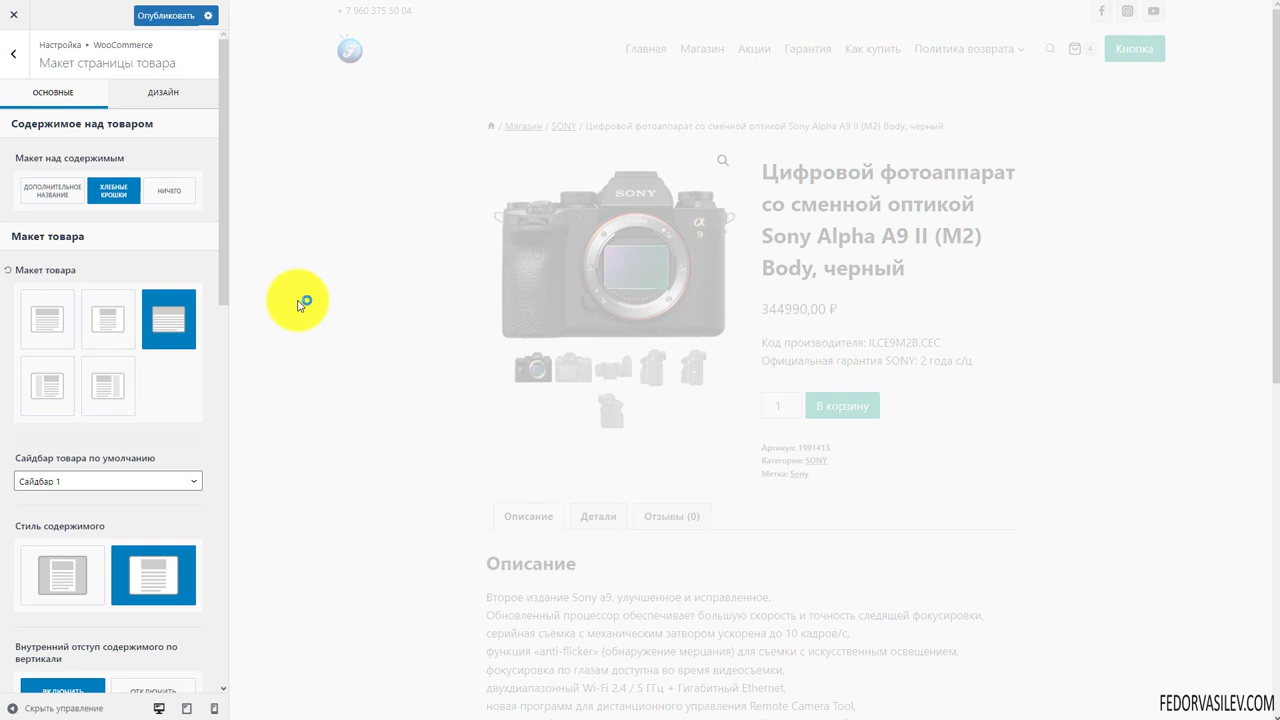 Опубликовать
Настройка ▸ WooCommerce
Макет страницы товара
ОСНОВНЫЕ
ДИЗАЙН
Содержимое над товаром
Макет над содержимым
ДОПОЛНИТЕЛЬНОЕ
НАЗВАНИЕ
ХЛЕБНЫЕ
КРОШКИ
НИЧЕГО
Макет товара
Макет товара
Сайдбар товара по умолчанию
Сайдбар 1
Стиль содержимого
Внутренний отступ содержимого по
вертикали
ВКЛЮЧИТЬ
ОТКЛЮЧИТЬ
Скрыть управление
+ 7 960 375 50 04
Главная
Магазин
Акции
Гарантия
Как купить
Политика возврата
4
Кнопка
/ Магазин / SONY / Цифровой фотоаппарат со сменной оптикой Sony Alpha A9 II (M2) Body, черный
SONY
α
9
Цифровой фотоаппарат
со сменной оптикой
Sony Alpha A9 II (M2)
Body, черный
344990,00 ₽
Код производителя: ILCE9M2B.CEC
Официальная гарантия SONY: 2 года с/ц
1
В корзину
Артикул: 1991413
Категория: SONY
Метка: Sony
Описание
Детали
Отзывы (0)
Описание
Второе издание Sony a9, улучшенное и исправленное.
Обновленный процессор обеспечивает большую скорость и точность следящей фокусировки,
серийная съемка с механическим затвором ускорена до 10 кадров/с,
функция «anti-flicker» (обнаружение мерцания) для съемки с искусственным освещением,
фокусировка по глазам доступна во время видеосъемки,
двухдиапазонный Wi-Fi 2.4 / 5 ГГц + Гигабитный Ethernet,
новая программ для дистанционного управления Remote Camera Tool,
FEDORVASILEV.COM